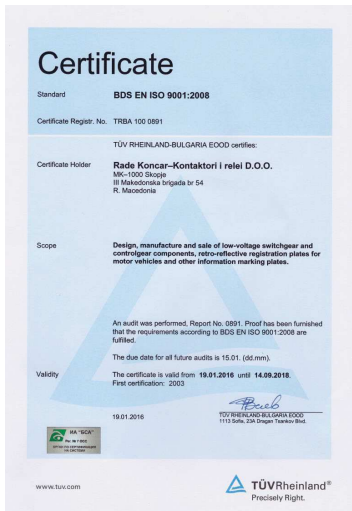 Certificate
Standard BDS EN ISO 9001:2008
Certificate Registr. No. TRBA 100 0891
TÜV RHEINLAND-BULGARIA EOOD certifies:
Certificate Holder Rade Koncar–Kontaktori i relei D.O.O.
MK–1000 Skopje
III Makedonska brigada br 54
R. Macedonia
Scope Design, manufacture and sale of low-voltage switchgear and
controlgear components, retro-reflective registration plates for
motor vehicles and other information marking plates.
An audit was performed, Report No. 0891. Proof has been furnished
that the requirements according to BDS EN ISO 9001:2008 are
fulfilled.
The due date for all future audits is 15.01. (dd.mm).
Validity The certificate is valid from 19.01.2016 until 14.09.2018.
First certification: 2003
19.01.2016
TÜV RHEINLAND-BULGARIA EOOD
1113 Sofia, 23A Dragan Tsankov Blvd.
ИА "БСА"
www.tuv.com
TÜVRheinland®
Precisely Right.